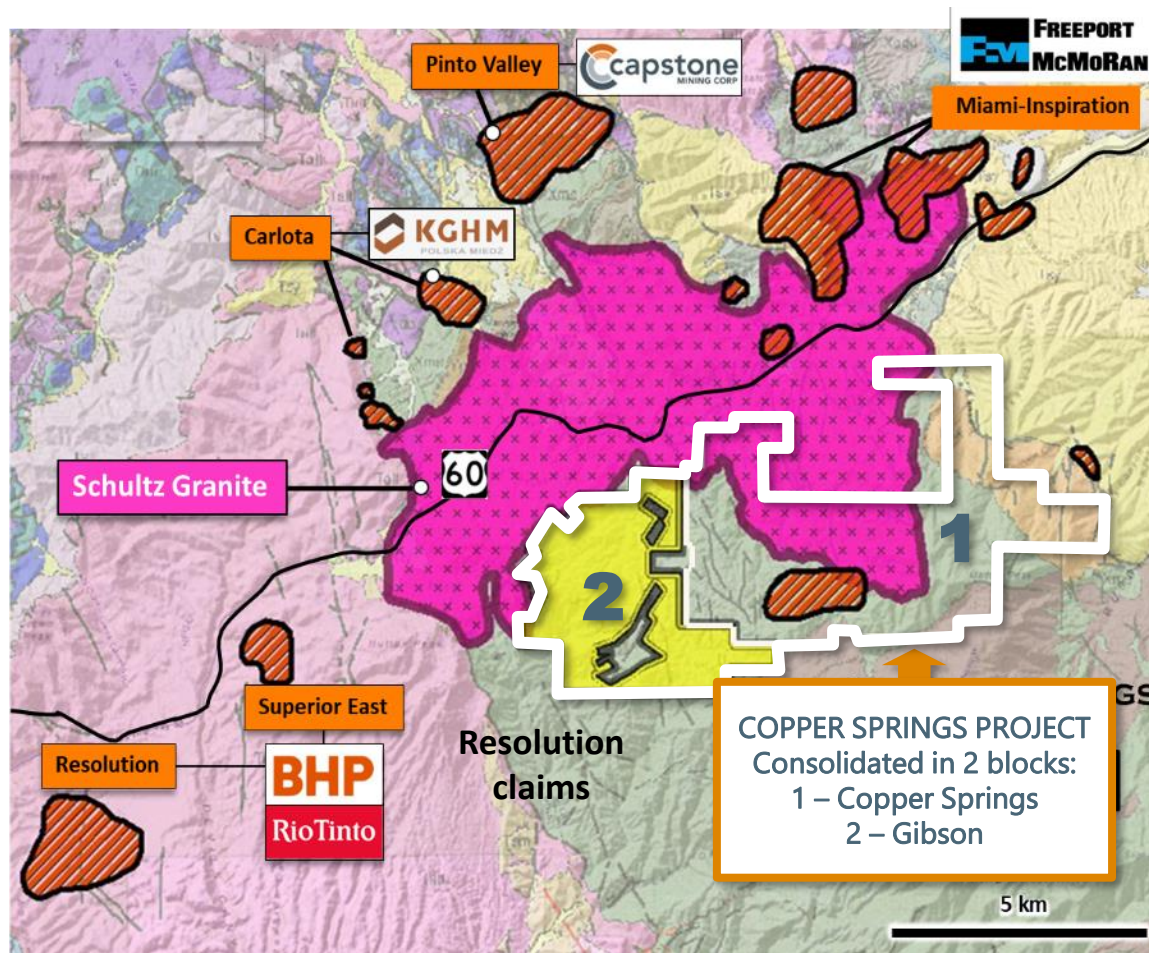 FREEPORT
McMoRAN
FM
Pinto Valley
capstone
MINING CORP
Miami-Inspiration
Carlota
KGHM
POLSKA MIEDŹ
Schultz Granite
60
1
2
Superior East
Resolution
BHP
RioTinto
Resolution
claims
GS
COPPER SPRINGS PROJECT
Consolidated in 2 blocks:
1 – Copper Springs
2 – Gibson
5 km